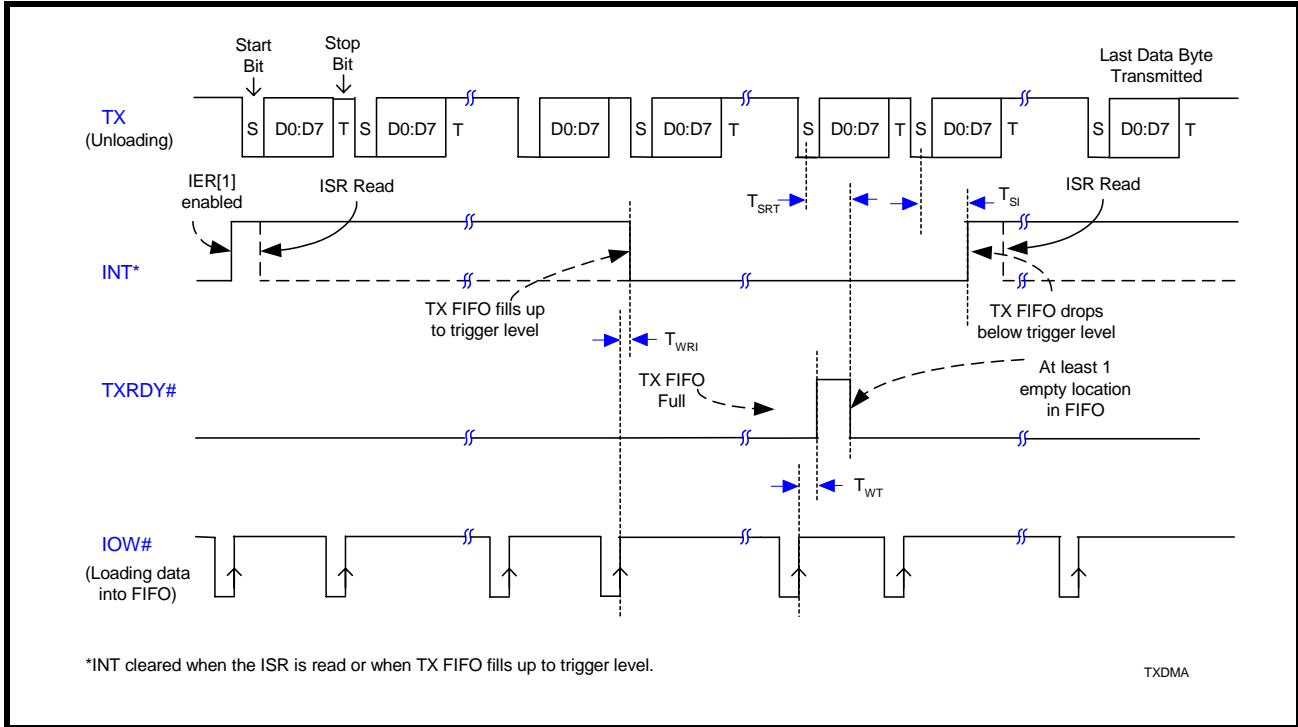 Start
Bit
Stop
Bit
Last Data Byte
Transmitted
TX
(Unloading)
S D0:D7 T S D0:D7 T D0:D7 S D0:D7 T S D0:D7 T S D0:D7 T S D0:D7 T
IER[1]
enabled
ISR Read
TSRT
TSI
ISR Read
INT*
TX FIFO fills up
to trigger level
TX FIFO drops
below trigger level
TWRI
TXRDY#
TX FIFO
Full
At least 1
empty location
in FIFO
TWT
IOW#
(Loading data
into FIFO)
*INT cleared when the ISR is read or when TX FIFO fills up to trigger level.
TXDMA